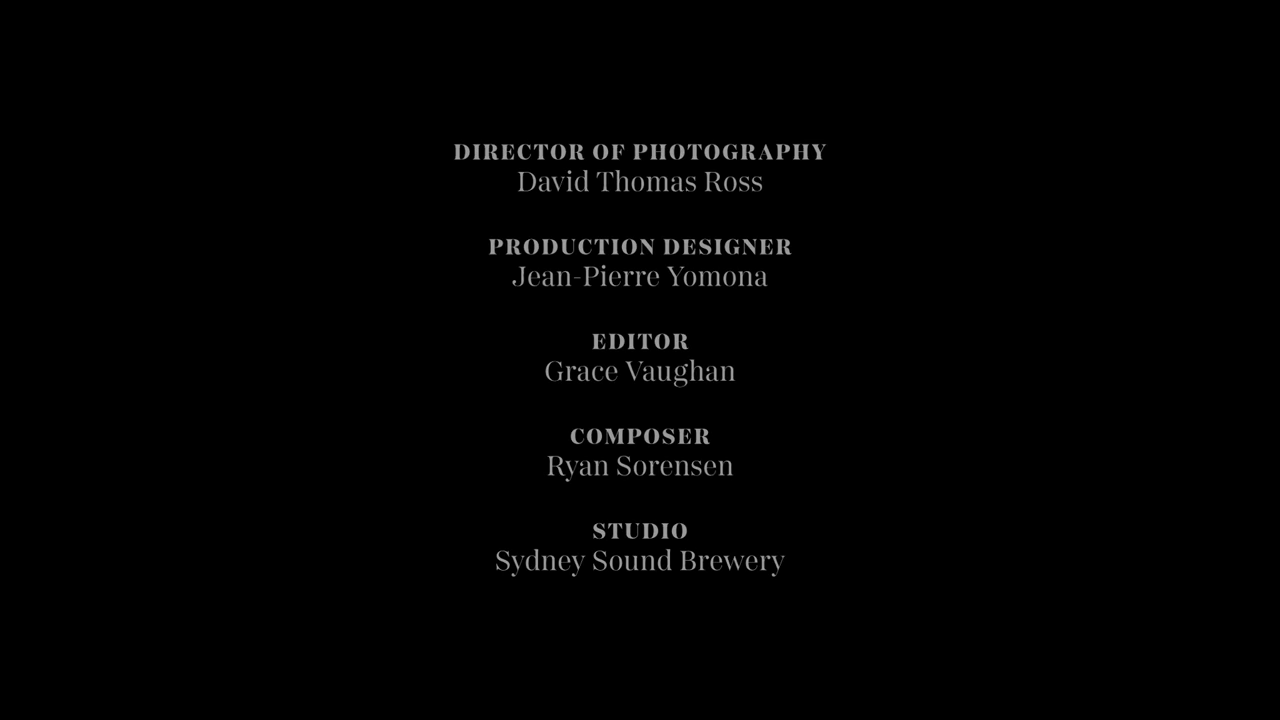 DIRECTOR OF PHOTOGRAPHY
David Thomas Ross
PRODUCTION DESIGNER
Jean-Pierre Yomona
EDITOR
Grace Vaughan
COMPOSER
Ryan Sorensen
STUDIO
Sydney Sound Brewery